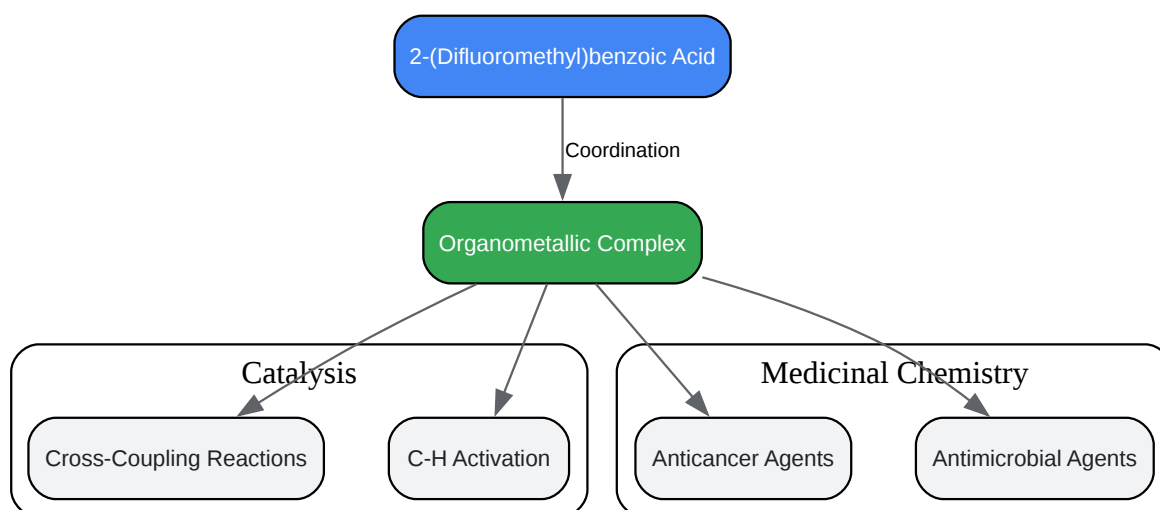 2-(Difluoromethyl)benzoic Acid
Coordination
Organometallic Complex
Catalysis
Medicinal Chemistry
Cross-Coupling Reactions
C-H Activation
Anticancer Agents
Antimicrobial Agents